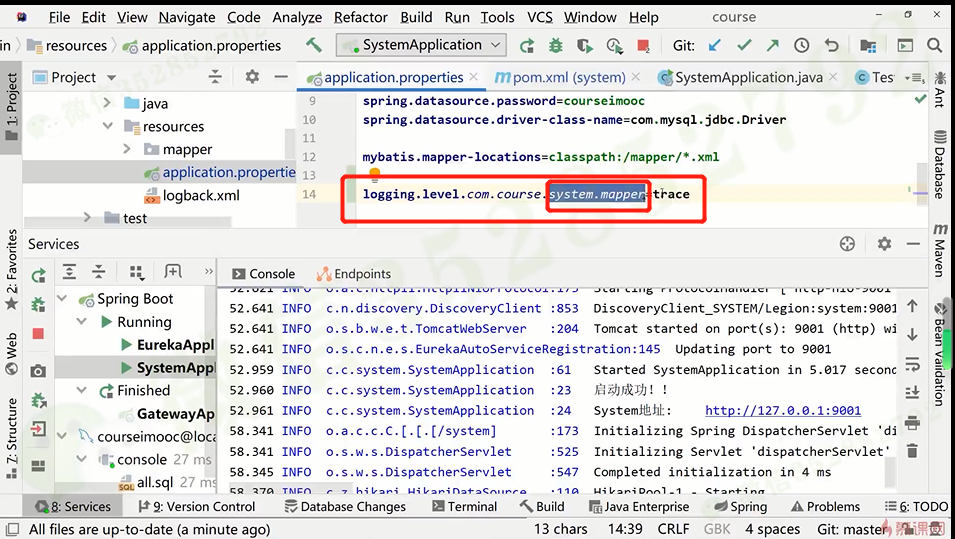 File Edit View Navigate Code Analyze Refactor Build Run Tools VCS Window Help course
in resources application.properties SystemApplication Git:
Project application.properties pom.xml (system) SystemApplication.java Tes
1: Project
java
resources
mapper
application.propertie
logback.xml
test
9 spring.datasource.password=courseimooc
10 spring.datasource.driver-class-name=com.mysql.jdbc.Driver
11
12 mybatis.mapper-locations=classpath:/mapper/*.xml
13
14 logging.level.com.course.system.mapper=trace
Ant
Database
Maven
Bean Validation
Services
2: Favorites
Web
7: Structure
Console Endpoints
Spring Boot
Running
EurekaAppl
SystemAppl
Finished
GatewayAp
courseimooc@loca
console 27 ms
all.sql 27 ms
52.641 INFO c.n.discovery.DiscoveryClient :853 DiscoveryClient_SYSTEM/Legion:system:9001
52.641 INFO o.s.b.w.e.t.TomcatWebServer :204 Tomcat started on port(s): 9001 (http) wi
52.641 INFO o.s.c.n.e.s.EurekaAutoServiceRegistration:145 Updating port to 9001
52.959 INFO c.c.system.SystemApplication :61 Started SystemApplication in 5.017 second
52.960 INFO c.c.system.SystemApplication :23 启动成功！！
52.961 INFO c.c.system.SystemApplication :24 System地址: http://127.0.0.1:9001
58.341 INFO o.a.c.c.C.[.[.[/system] :173 Initializing Spring DispatcherServlet 'di
58.341 INFO o.s.web.DispatcherServlet :525 Initializing Servlet 'dispatcherServlet'
58.345 INFO o.s.web.DispatcherServlet :547 Completed initialization in 4 ms
58.370 INFO c.z.hikari.HikariDataSource :110 HikariPool-1 - Starting
8: Services 9: Version Control Database Changes Terminal Build Java Enterprise Spring Problems 6: TODO
All files are up-to-date (a minute ago) 13 chars 14:39 CRLF GBK 4 spaces Git: master